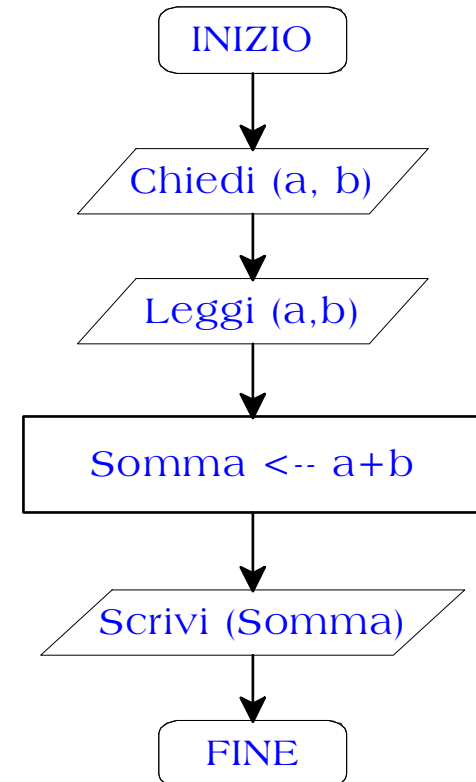 INIZIO
Chiedi (a, b)
Leggi (a,b)
Somma <-- a+b
Scrivi (Somma)
FINE